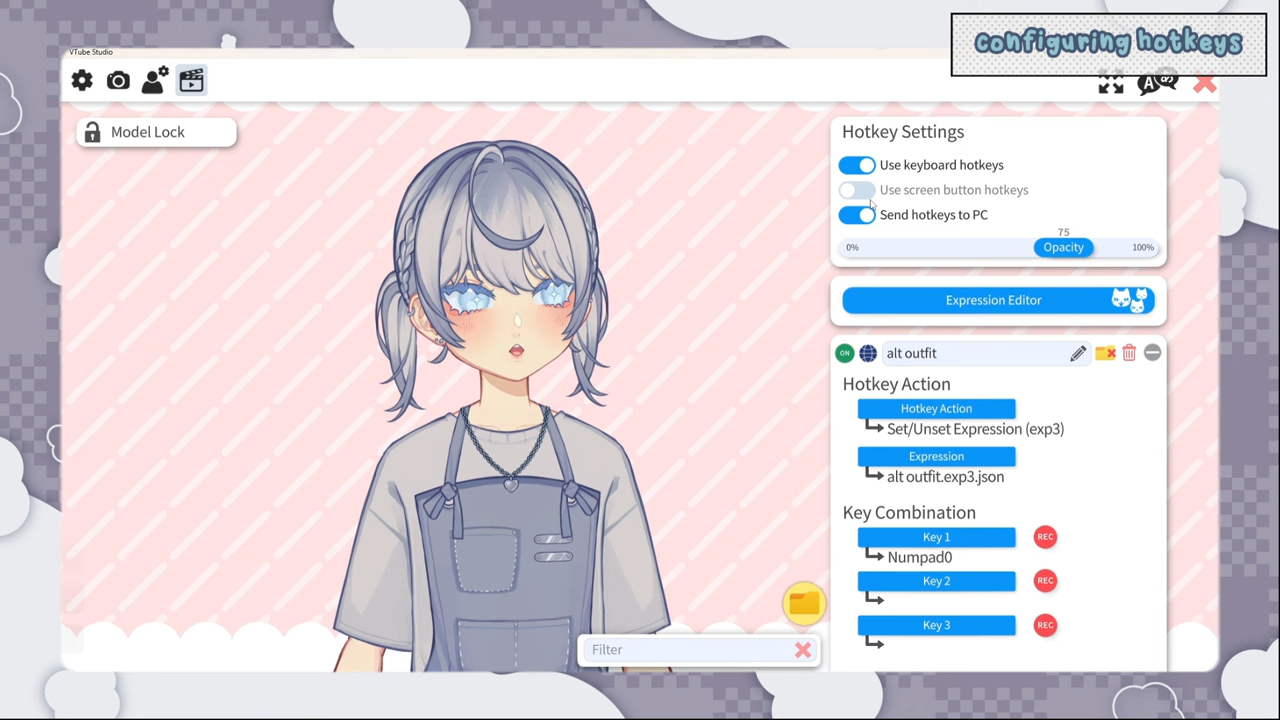 VTube Studio
configuring hotkeys
A
Model Lock
Hotkey Settings
Use keyboard hotkeys
Use screen button hotkeys
Send hotkeys to PC
75
0% Opacity 100%
Expression Editor
ON alt outfit
Hotkey Action
Hotkey Action
Set/Unset Expression (exp3)
Expression
alt outfit.exp3.json
Key Combination
Key 1 REC
Numpad0
Key 2 REC
Key 3 REC
Filter